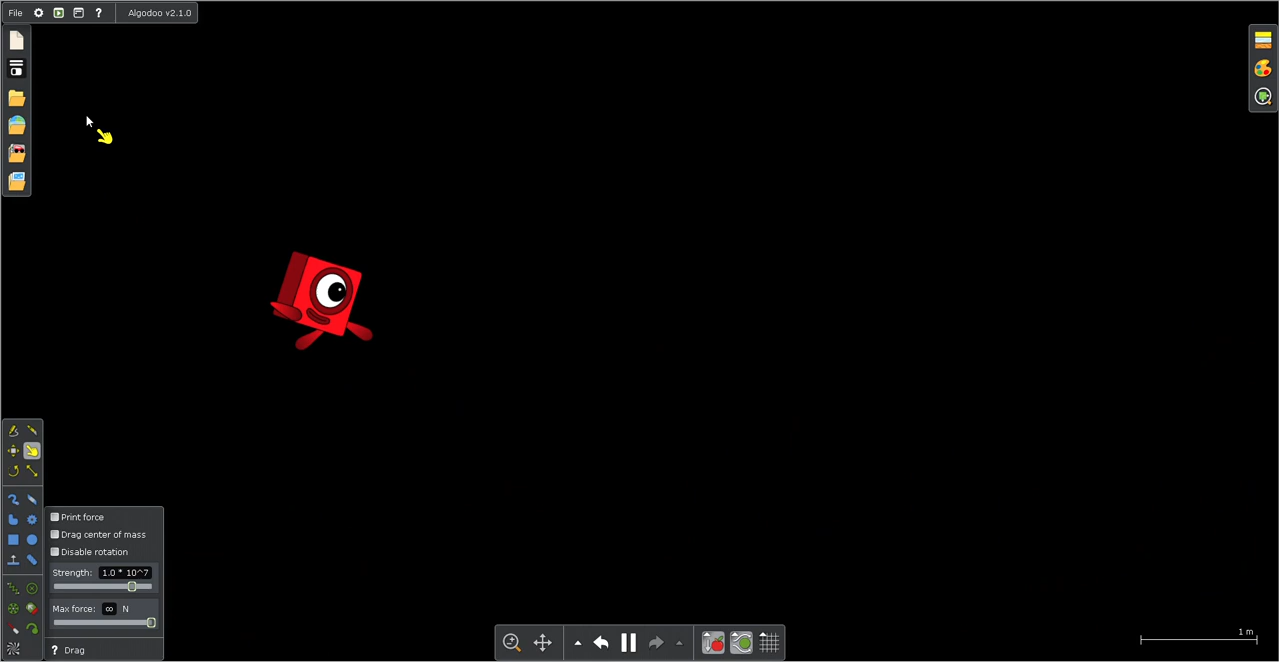 File ? Algodoo v2.1.0
Print force
Drag center of mass
Disable rotation
Strength: 1.0 * 10^7
Max force: ∞ N
? Drag
1 m